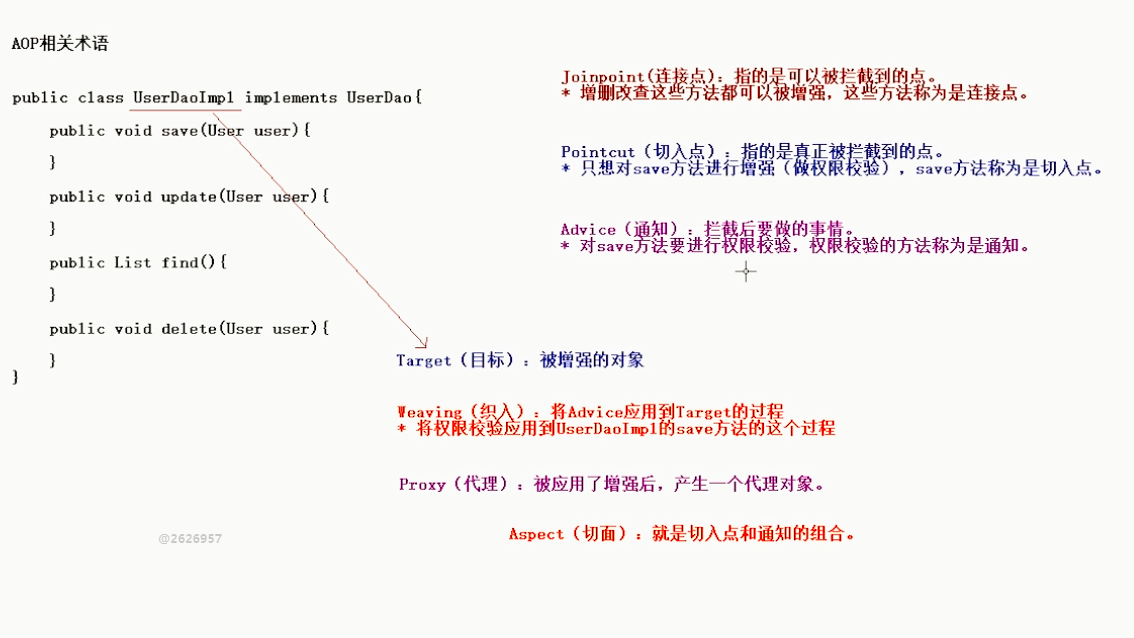 AOP相关术语
public class UserDaoImpl implements UserDao{
public void save(User user){
}
public void update(User user){
}
public List find(){
}
public void delete(User user){
}
}
Joinpoint(连接点)：指的是可以被拦截到的点。
* 增删改查这些方法都可以被增强，这些方法称为是连接点。
Pointcut（切入点）：指的是真正被拦截到的点。
* 只想对save方法进行增强（做权限校验），save方法称为是切入点。
Advice（通知）：拦截后要做的事情。
* 对save方法要进行权限校验，权限校验的方法称为是通知。
Target（目标）：被增强的对象
Weaving（织入）：将Advice应用到Target的过程
* 将权限校验应用到UserDaoImpl的save方法的这个过程
Proxy（代理）：被应用了增强后，产生一个代理对象。
Aspect（切面）：就是切入点和通知的组合。
@2626957